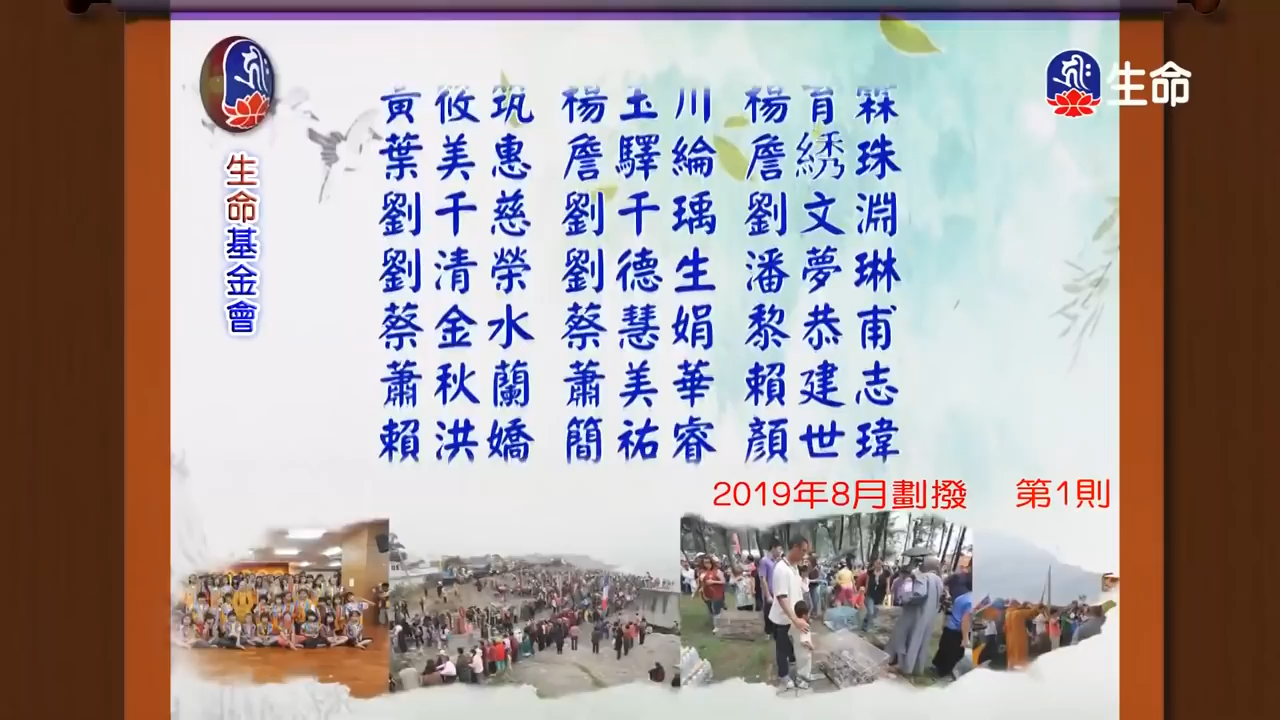 生命
生命基金會
黃筱筑 楊玉川 楊育霖
葉美惠 詹驛綸 詹綉珠
劉千慈 劉千瑀 劉文淵
劉清榮 劉德生 潘夢琳
蔡金水 蔡慧娟 黎恭甫
蕭秋蘭 蕭美華 賴建志
賴洪嬌 簡祐睿 顏世瑋
2019年8月劃撥 第1則